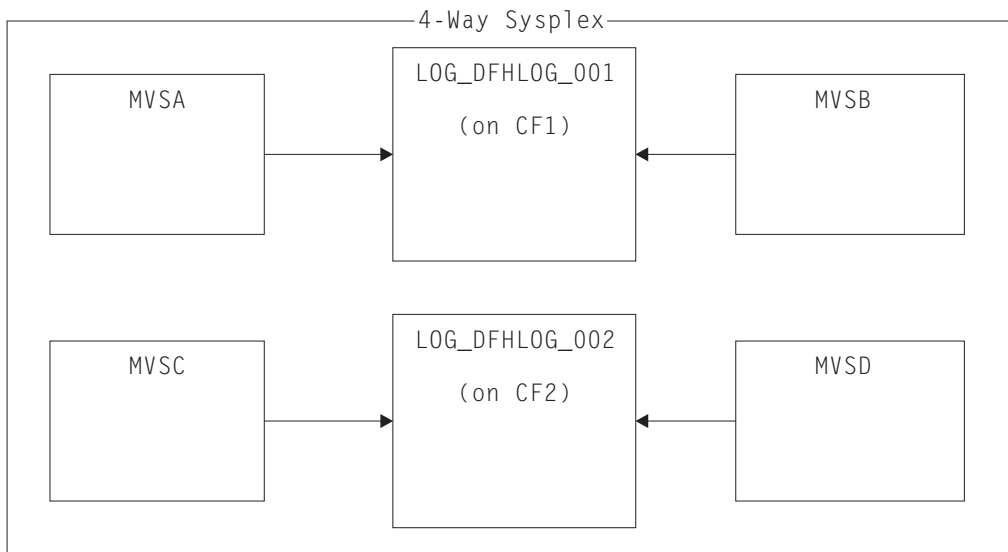 4-Way Sysplex
MVSA
LOG_DFHLOG_001
(on CF1)
MVSB
MVSC
LOG_DFHLOG_002
(on CF2)
MVSD